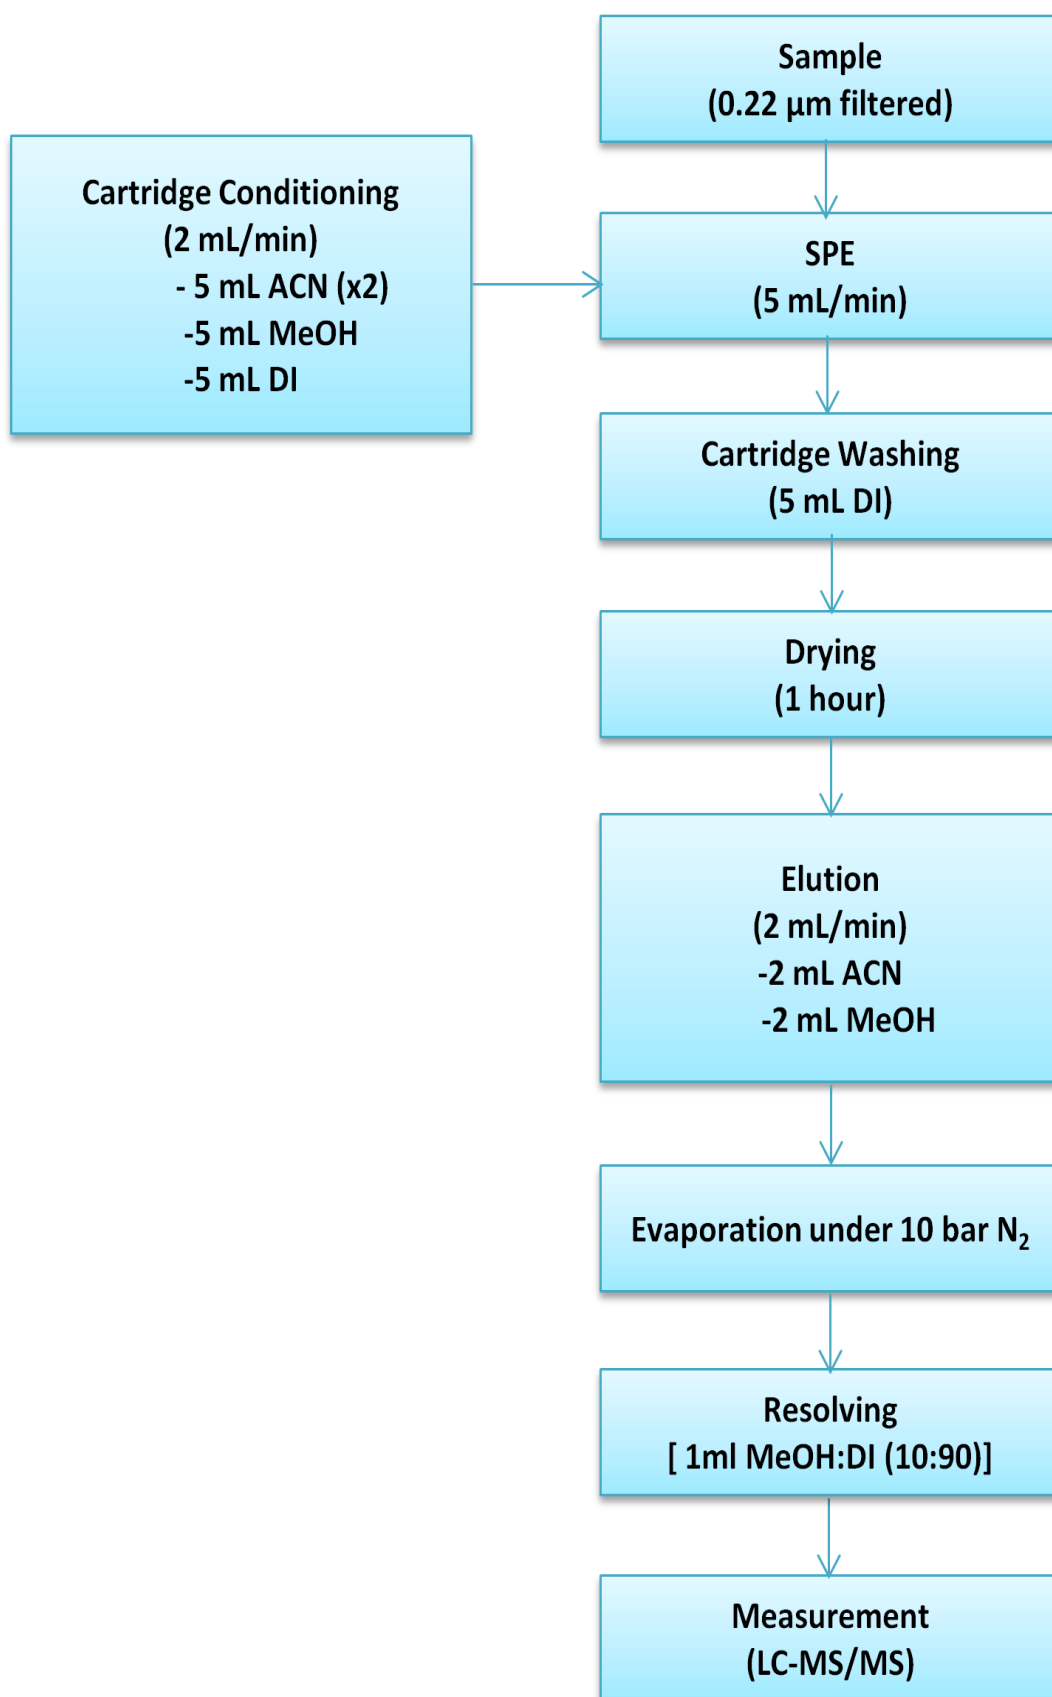 Sample
(0.22 µm filtered)
Cartridge Conditioning
(2 mL/min)
- 5 mL ACN (x2)
-5 mL MeOH
-5 mL DI
SPE
(5 mL/min)
Cartridge Washing
(5 mL DI)
Drying
(1 hour)
Elution
(2 mL/min)
-2 mL ACN
-2 mL MeOH
Evaporation under 10 bar N₂
Resolving
[ 1ml MeOH:DI (10:90)]
Measurement
(LC-MS/MS)